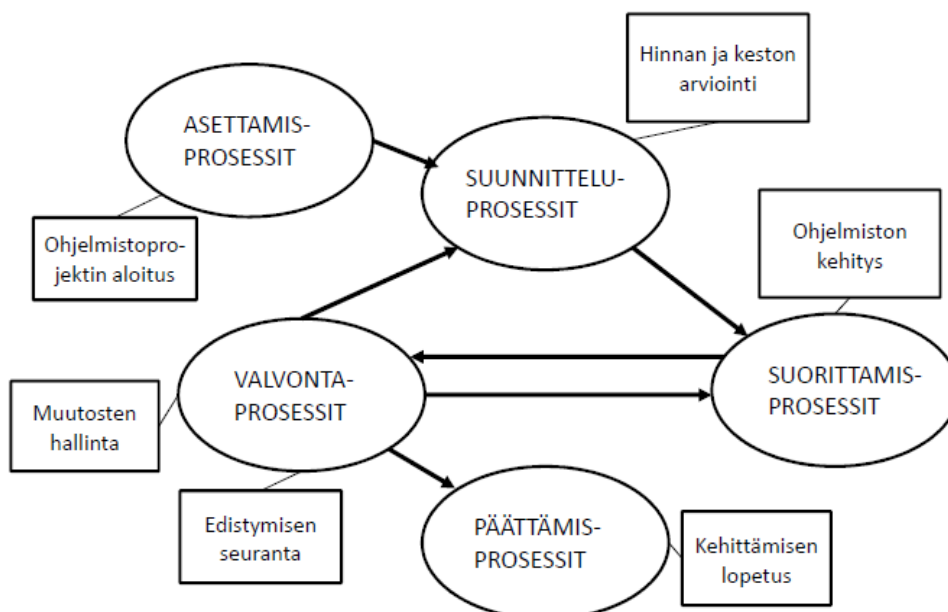 Hinnan ja keston
arviointi
ASETTAMIS-
PROSESSIT
SUUNNITTELU-
PROSESSIT
Ohjelmistopro-
jektin aloitus
Ohjelmiston
kehitys
VALVONTA-
PROSESSIT
SUORITTAMIS-
PROSESSIT
Muutosten
hallinta
Edistymisen
seuranta
PÄÄTTÄMIS-
PROSESSIT
Kehittämisen
lopetus